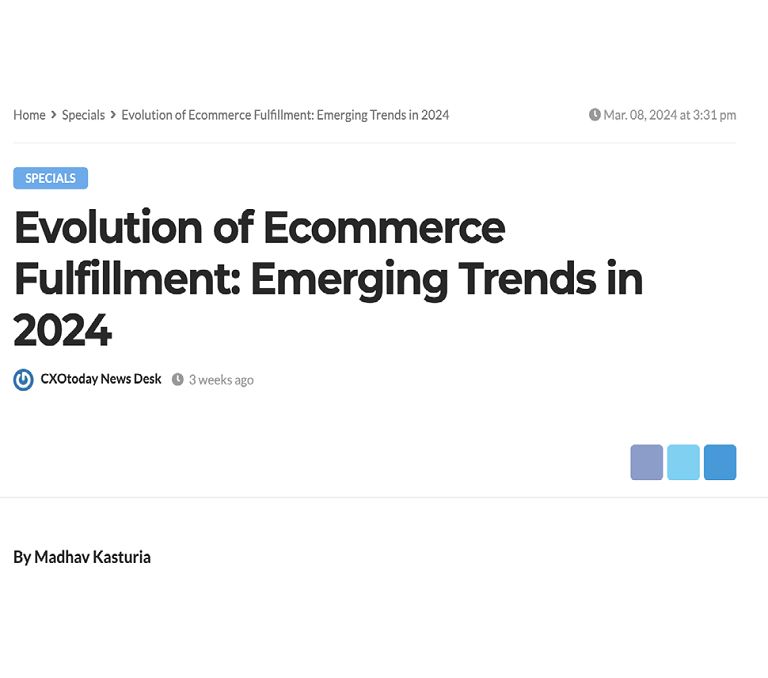 Home > Specials > Evolution of Ecommerce Fulfillment: Emerging Trends in 2024
Mar. 08, 2024 at 3:31 pm
SPECIALS
Evolution of Ecommerce
Fulfillment: Emerging Trends in
2024
CXOtoday News Desk 3 weeks ago
By Madhav Kasturia